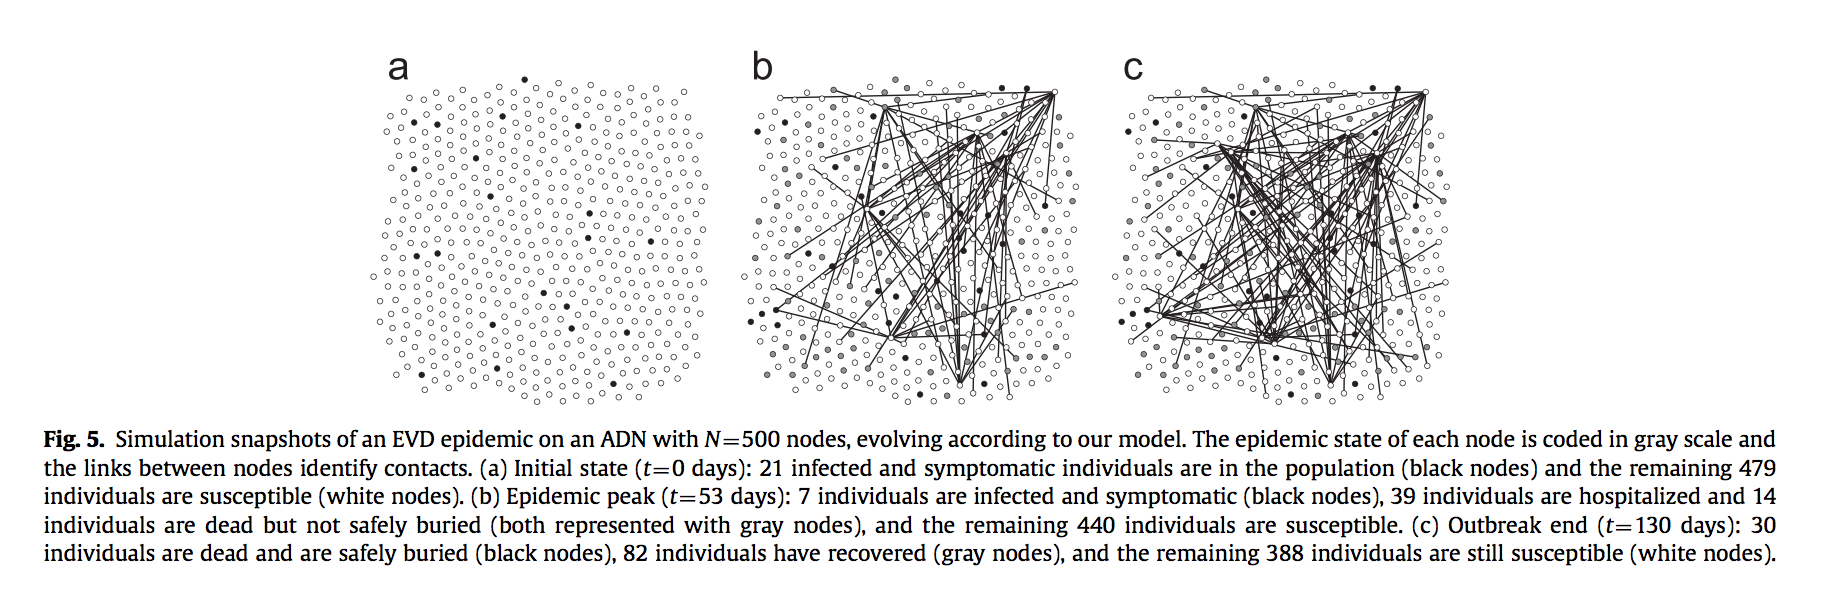 a b c
Fig. 5. Simulation snapshots of an EVD epidemic on an ADN with N=500 nodes, evolving according to our model. The epidemic state of each node is coded in gray scale and
the links between nodes identify contacts. (a) Initial state (t=0 days): 21 infected and symptomatic individuals are in the population (black nodes) and the remaining 479
individuals are susceptible (white nodes). (b) Epidemic peak (t=53 days): 7 individuals are infected and symptomatic (black nodes), 39 individuals are hospitalized and 14
individuals are dead but not safely buried (both represented with gray nodes), and the remaining 440 individuals are susceptible. (c) Outbreak end (t=130 days): 30
individuals are dead and are safely buried (black nodes), 82 individuals have recovered (gray nodes), and the remaining 388 individuals are still susceptible (white nodes).